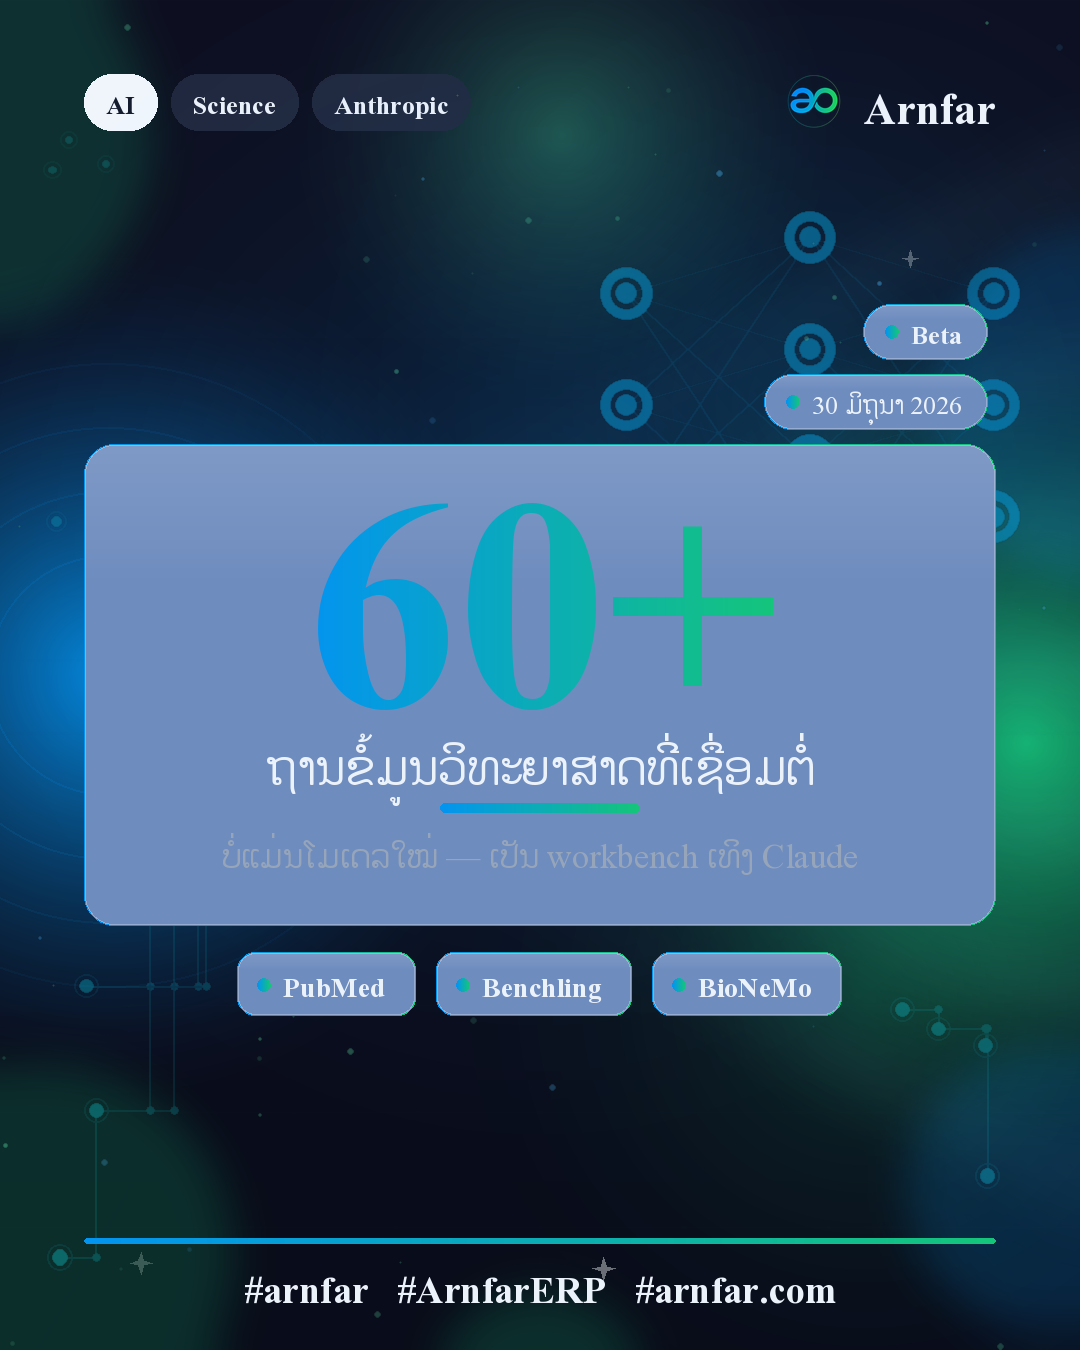 AI Science Anthropic
Arnfar
Beta
30 ມິຖຸນາ 2026
60+
ຖານຂໍ້ມູນວິທະຍາສາດທີ່ເຊື່ອມຕໍ່
ບໍ່ແມ່ນໂມເດລໃໝ່ — ເປັນ workbench ເທິງ Claude
PubMed Benchling BioNeMo
#arnfar #ArnfarERP #arnfar.com